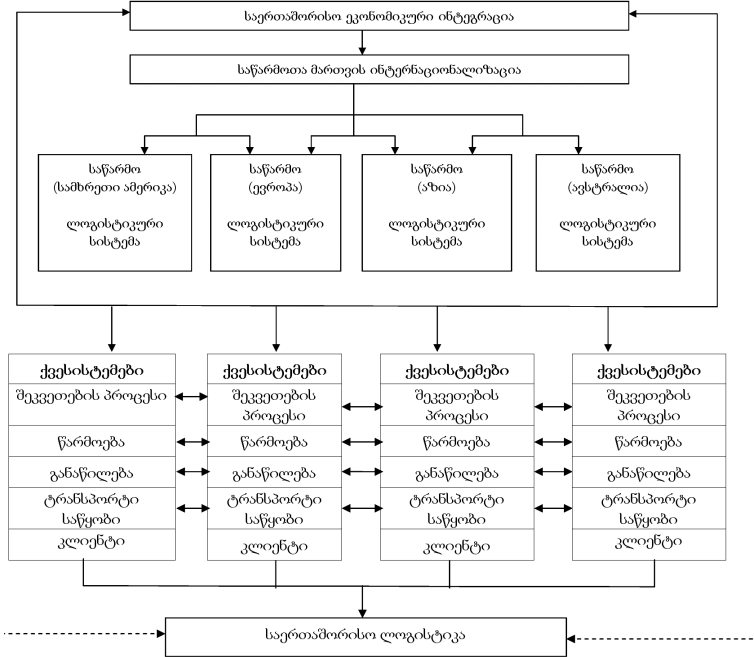 საერთაშორისო ეკონომიკური ინტეგრაცია
საწარმოთა მართვის ინტერნაციონალიზაცია
საწარმო
(სამხრეთი ამერიკა)
ლოგისტიკური
სისტემა
საწარმო
(ევროპა)
ლოგისტიკური
სისტემა
საწარმო
(აზია)
ლოგისტიკური
სისტემა
საწარმო
(ავსტრალია)
ლოგისტიკური
სისტემა
ქვესისტემები
შეკვეთების პროცესი
წარმოება
განაწილება
ტრანსპორტი
საწყობი
კლიენტი
ქვესისტემები
შეკვეთების
პროცესი
წარმოება
განაწილება
ტრანსპორტი
საწყობი
კლიენტი
ქვესისტემები
შეკვეთების
პროცესი
წარმოება
განაწილება
ტრანსპორტი
საწყობი
კლიენტი
ქვესისტემები
შეკვეთების
პროცესი
წარმოება
განაწილება
ტრანსპორტი
საწყობი
კლიენტი
საერთაშორისო ლოგისტიკა